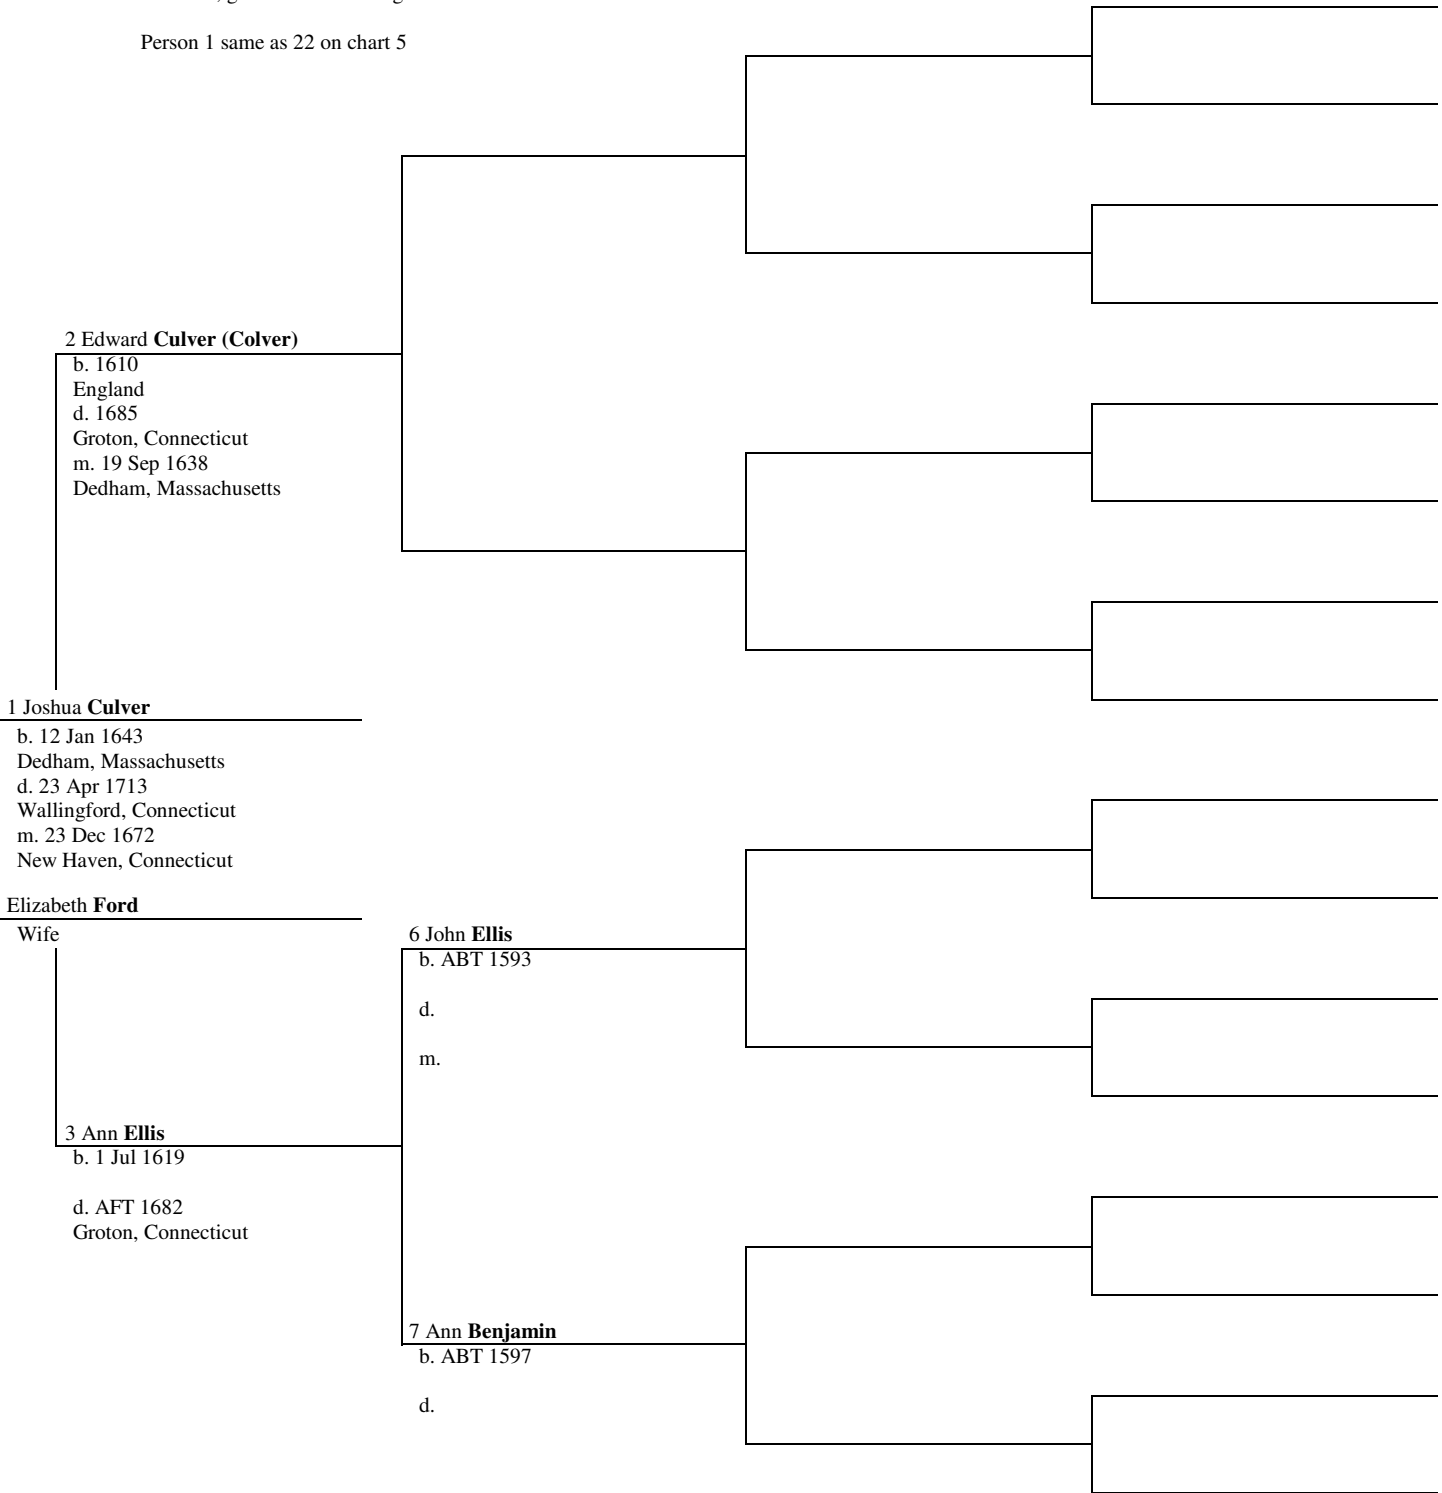 Person 1 same as 22 on chart 5
2 Edward Culver (Colver)
b. 1610
England
d. 1685
Groton, Connecticut
m. 19 Sep 1638
Dedham, Massachusetts
1 Joshua Culver
b. 12 Jan 1643
Dedham, Massachusetts
d. 23 Apr 1713
Wallingford, Connecticut
m. 23 Dec 1672
New Haven, Connecticut
Elizabeth Ford
Wife
6 John Ellis
b. ABT 1593
d.
m.
3 Ann Ellis
b. 1 Jul 1619
d. AFT 1682
Groton, Connecticut
7 Ann Benjamin
b. ABT 1597
d.